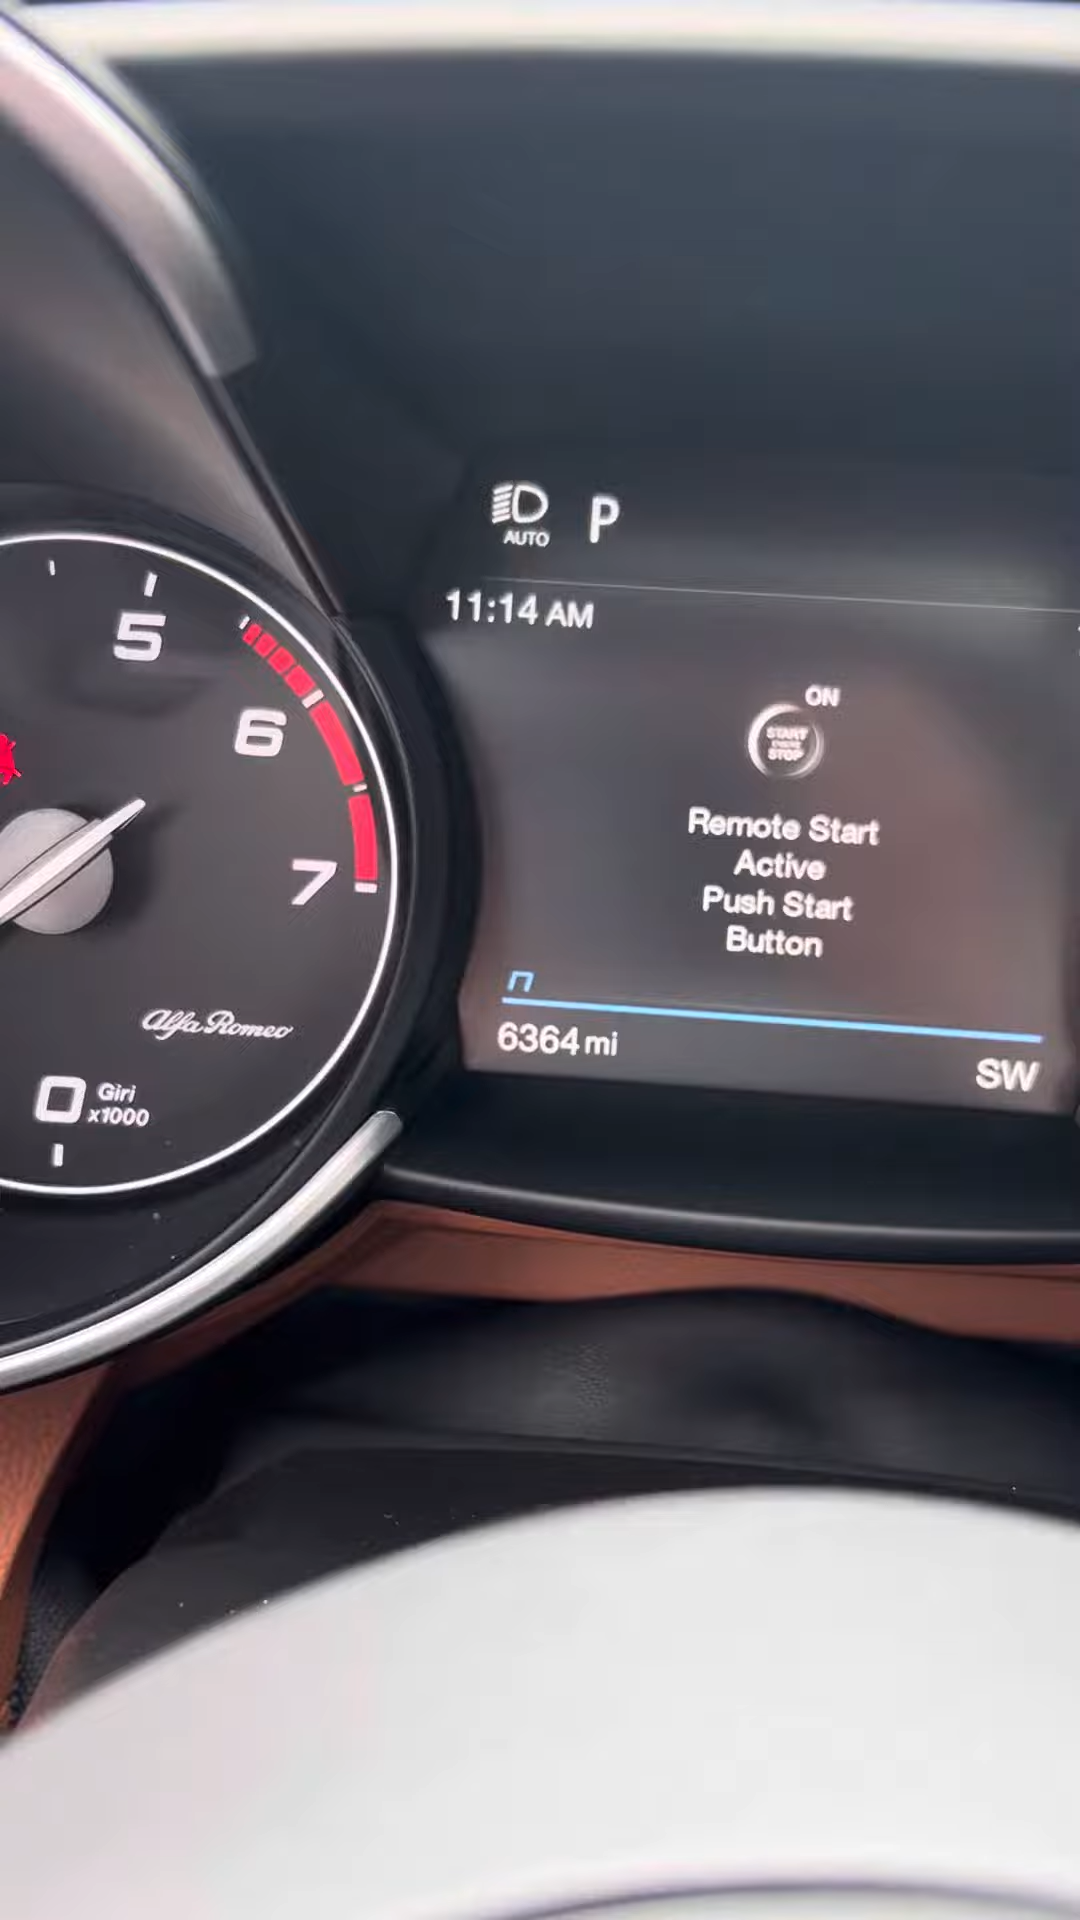 AUTO P
11:14 AM
5
6
7
ON
START
STOP
Remote Start
Active
Push Start
Button
n
6364 mi
SW
Alfa Romeo
0 Giri
x1000